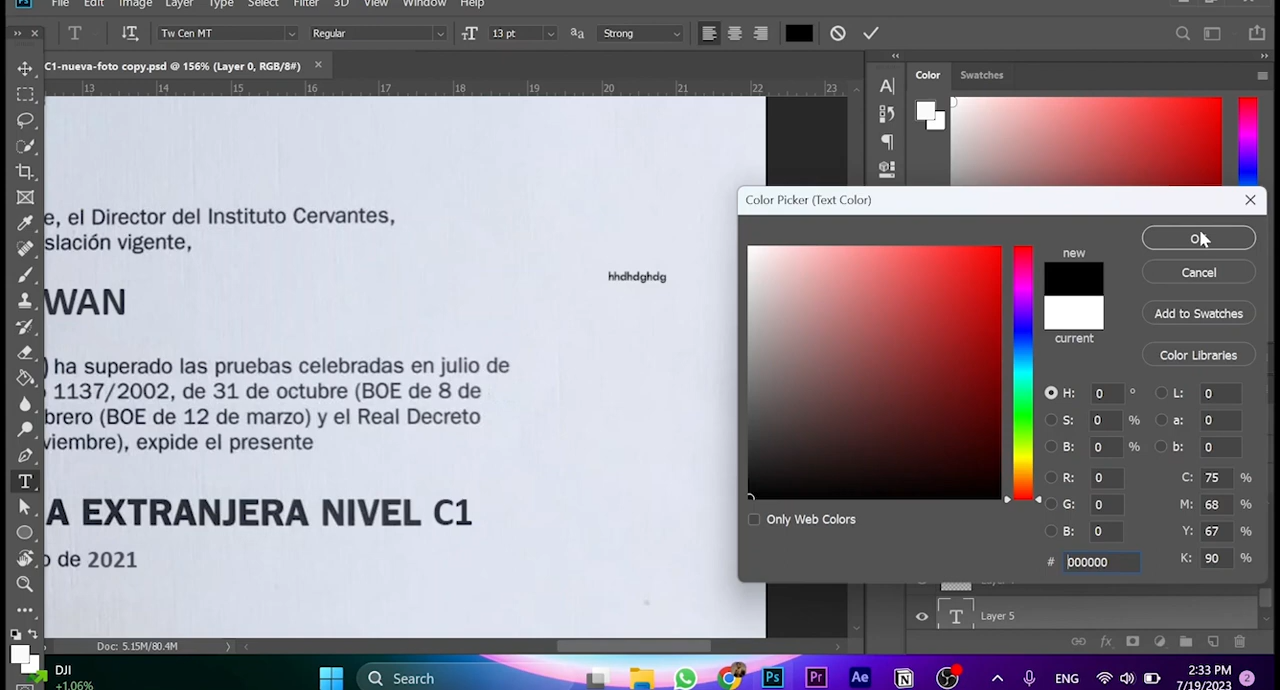 File Edit Image Layer Type Select Filter 3D View Window Help
Tw Cen MT Regular 13 pt Strong
C1-nueva-foto copy.psd @ 156% (Layer 0, RGB/8#)
Color Swatches
13 14 15 16 17 18 19 20 21 22 23
e, el Director del Instituto Cervantes,
slación vigente,
hhdhdghdg
WAN
) ha superado las pruebas celebradas en julio de
o 1137/2002, de 31 de octubre (BOE de 8 de
brero (BOE de 12 de marzo) y el Real Decreto
viembre), expide el presente
A EXTRANJERA NIVEL C1
o de 2021
Color Picker (Text Color)
new
current
Cancel
Add to Swatches
Color Libraries
H: 0 ° L: 0
S: 0 % a: 0
B: 0 % b: 0
R: 0 C: 75 %
G: 0 M: 68 %
B: 0 Y: 67 %
# 000000 K: 90 %
Only Web Colors
Layer 5
Doc: 5.15M/80.4M
DJI
+1.06%
Search
ENG
2:33 PM
7/19/2023
2